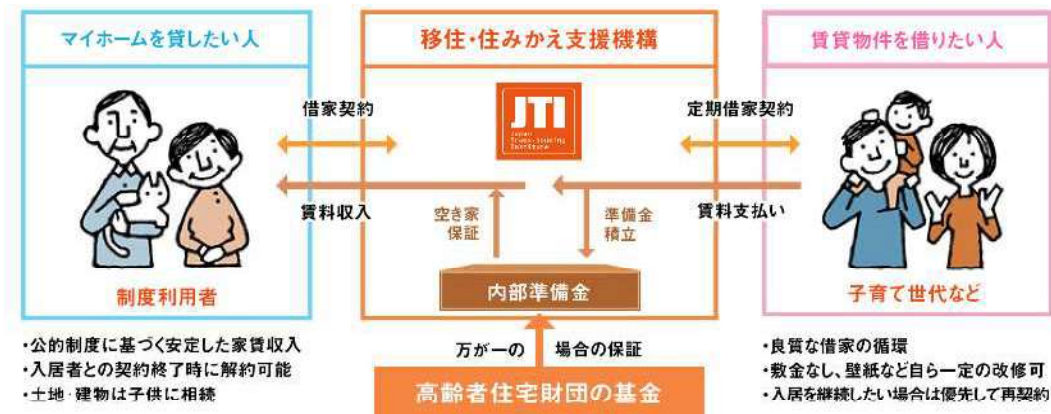 マイホームを貸したい人
移住・住みかえ支援機構
賃貸物件を借りたい人
借家契約
JTI
Japan
定期借家契約
賃料収入
空き家
保証
準備金
積立
賃料支払い
内部準備金
制度利用者
子育て世代など
・公的制度に基づく安定した家賃収入
・入居者との契約終了時に解約可能
・土地・建物は子供に相続
万が一の 場合の保証
高齢者住宅財団の基金
・良質な借家の循環
・敷金なし、壁紙など自ら一定の改修可
・入居を継続したい場合は優先して再契約